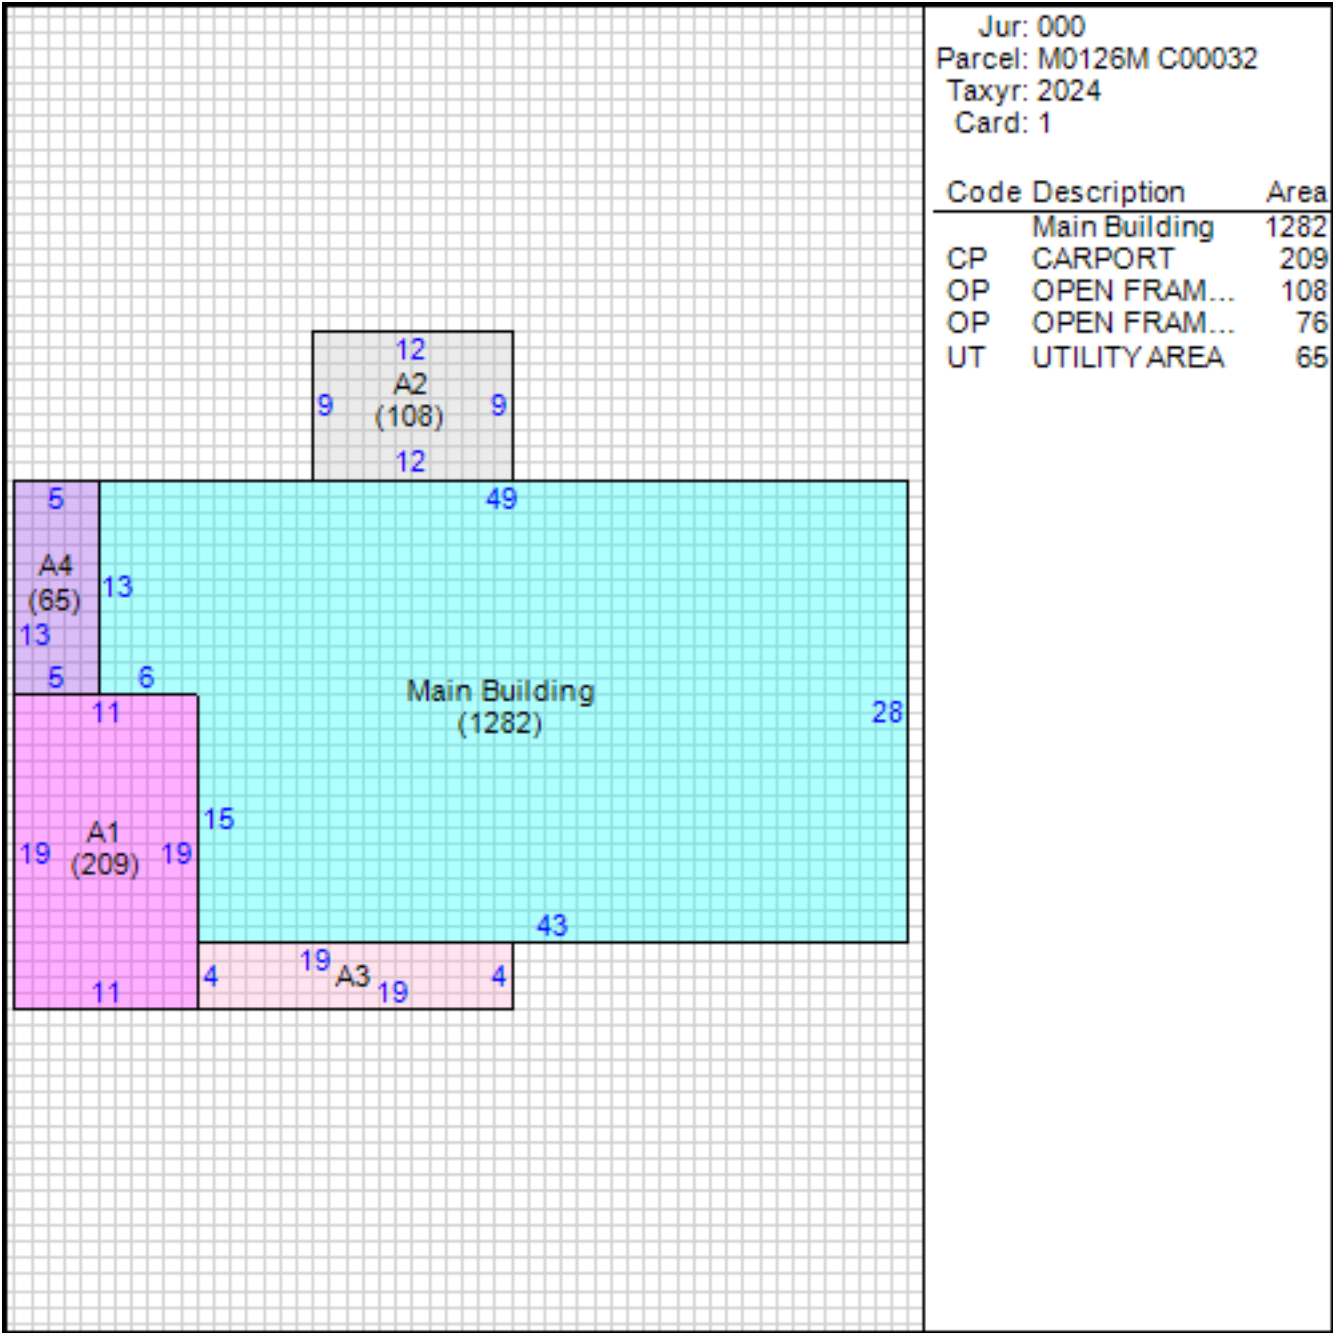 Jur: 000
Parcel: M0126M C00032
Taxyr: 2024
Card: 1
Code Description Area
Main Building 1282
CP CARPORT 209
OP OPEN FRAM... 108
OP OPEN FRAM... 76
UT UTILITY AREA 65
12
A2
9 9
(108)
12
5 49
A4
13
(65)
13
5 6
Main Building
11 28
(1282)
15
A1
19 19
(209)
43
19
4 A3 4
11 19